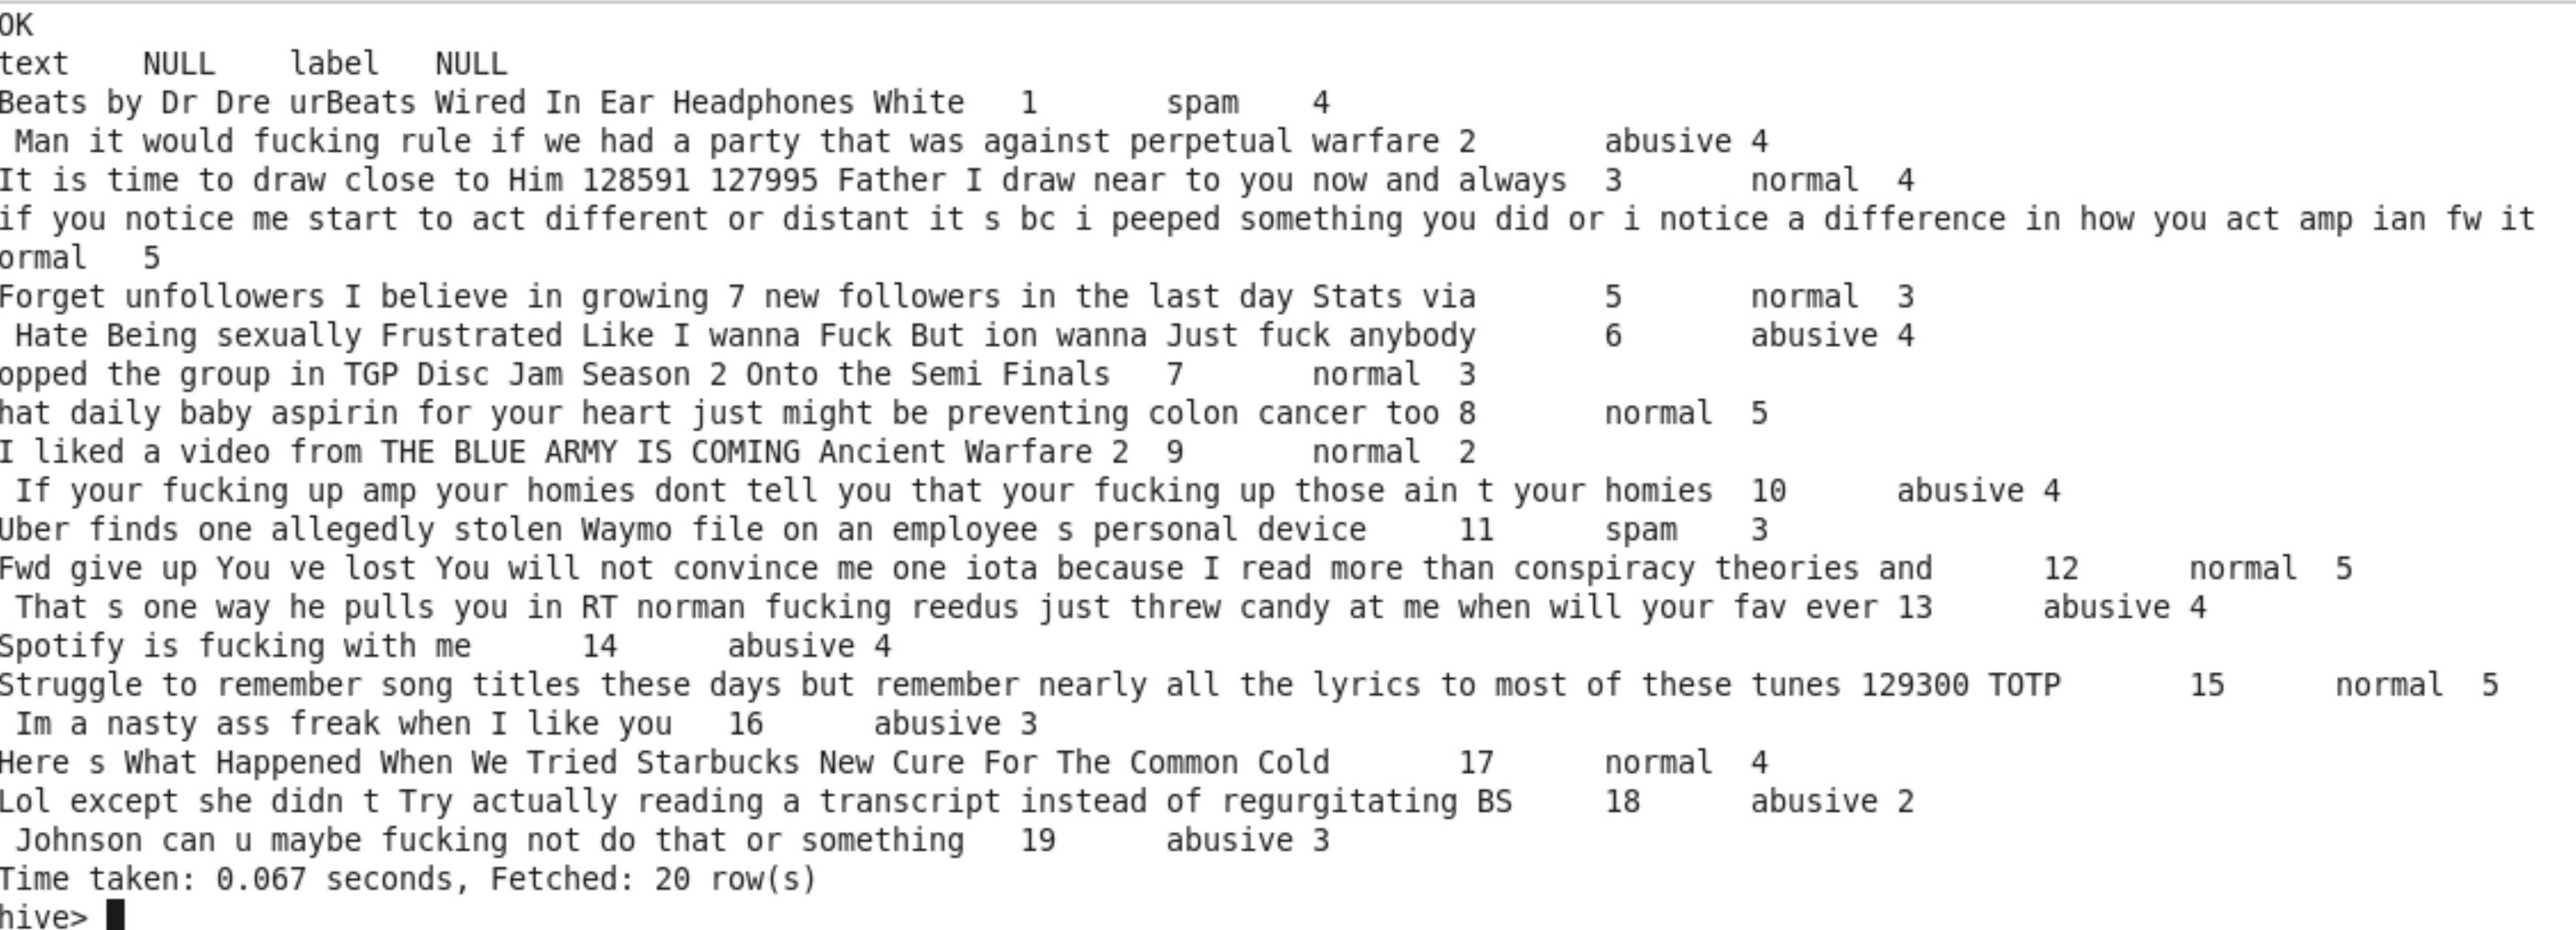 OK
text NULL label NULL
Beats by Dr Dre urBeats Wired In Ear Headphones White 1 spam 4
Man it would fucking rule if we had a party that was against perpetual warfare 2 abusive 4
It is time to draw close to Him 128591 127995 Father I draw near to you now and always 3 normal 4
if you notice me start to act different or distant it s bc i peeped something you did or i notice a difference in how you act amp ian fw it
ormal 5
Forget unfollowers I believe in growing 7 new followers in the last day Stats via 5 normal 3
Hate Being sexually Frustrated Like I wanna Fuck But ion wanna Just fuck anybody 6 abusive 4
opped the group in TGP Disc Jam Season 2 Onto the Semi Finals 7 normal 3
hat daily baby aspirin for your heart just might be preventing colon cancer too 8 normal 5
I liked a video from THE BLUE ARMY IS COMING Ancient Warfare 2 9 normal 2
If your fucking up amp your homies dont tell you that your fucking up those ain t your homies 10 abusive 4
Uber finds one allegedly stolen Waymo file on an employee s personal device 11 spam 3
Fwd give up You ve lost You will not convince me one iota because I read more than conspiracy theories and 12 normal 5
That s one way he pulls you in RT norman fucking reedus just threw candy at me when will your fav ever 13 abusive 4
Spotify is fucking with me 14 abusive 4
Struggle to remember song titles these days but remember nearly all the lyrics to most of these tunes 129300 TOTP 15 normal 5
Im a nasty ass freak when I like you 16 abusive 3
Here s What Happened When We Tried Starbucks New Cure For The Common Cold 17 normal 4
Lol except she didn t Try actually reading a transcript instead of regurgitating BS 18 abusive 2
Johnson can u maybe fucking not do that or something 19 abusive 3
Time taken: 0.067 seconds, Fetched: 20 row(s)
hive>